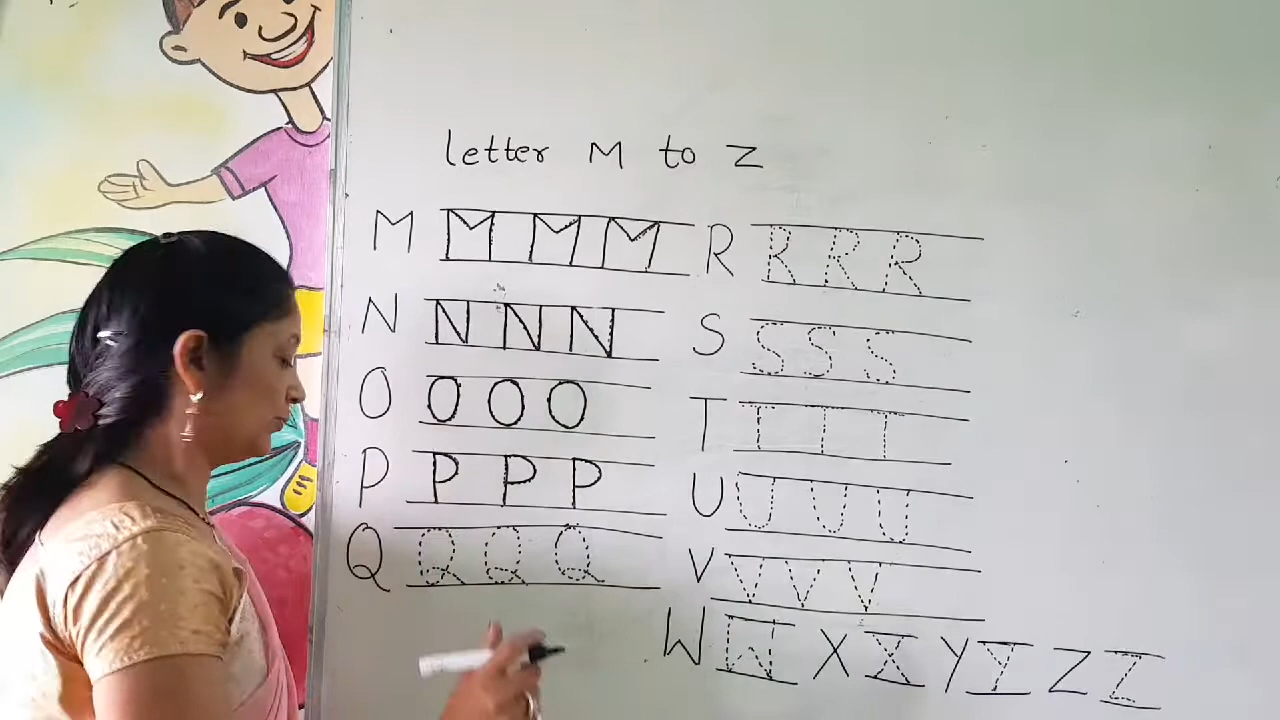 letter M to Z
M M M M
N N N N
O O O O
P P P P
Q Q Q Q
R R R R
S S S S
T T T T
U U U U
V V V V
W W X X Y Y Z Z